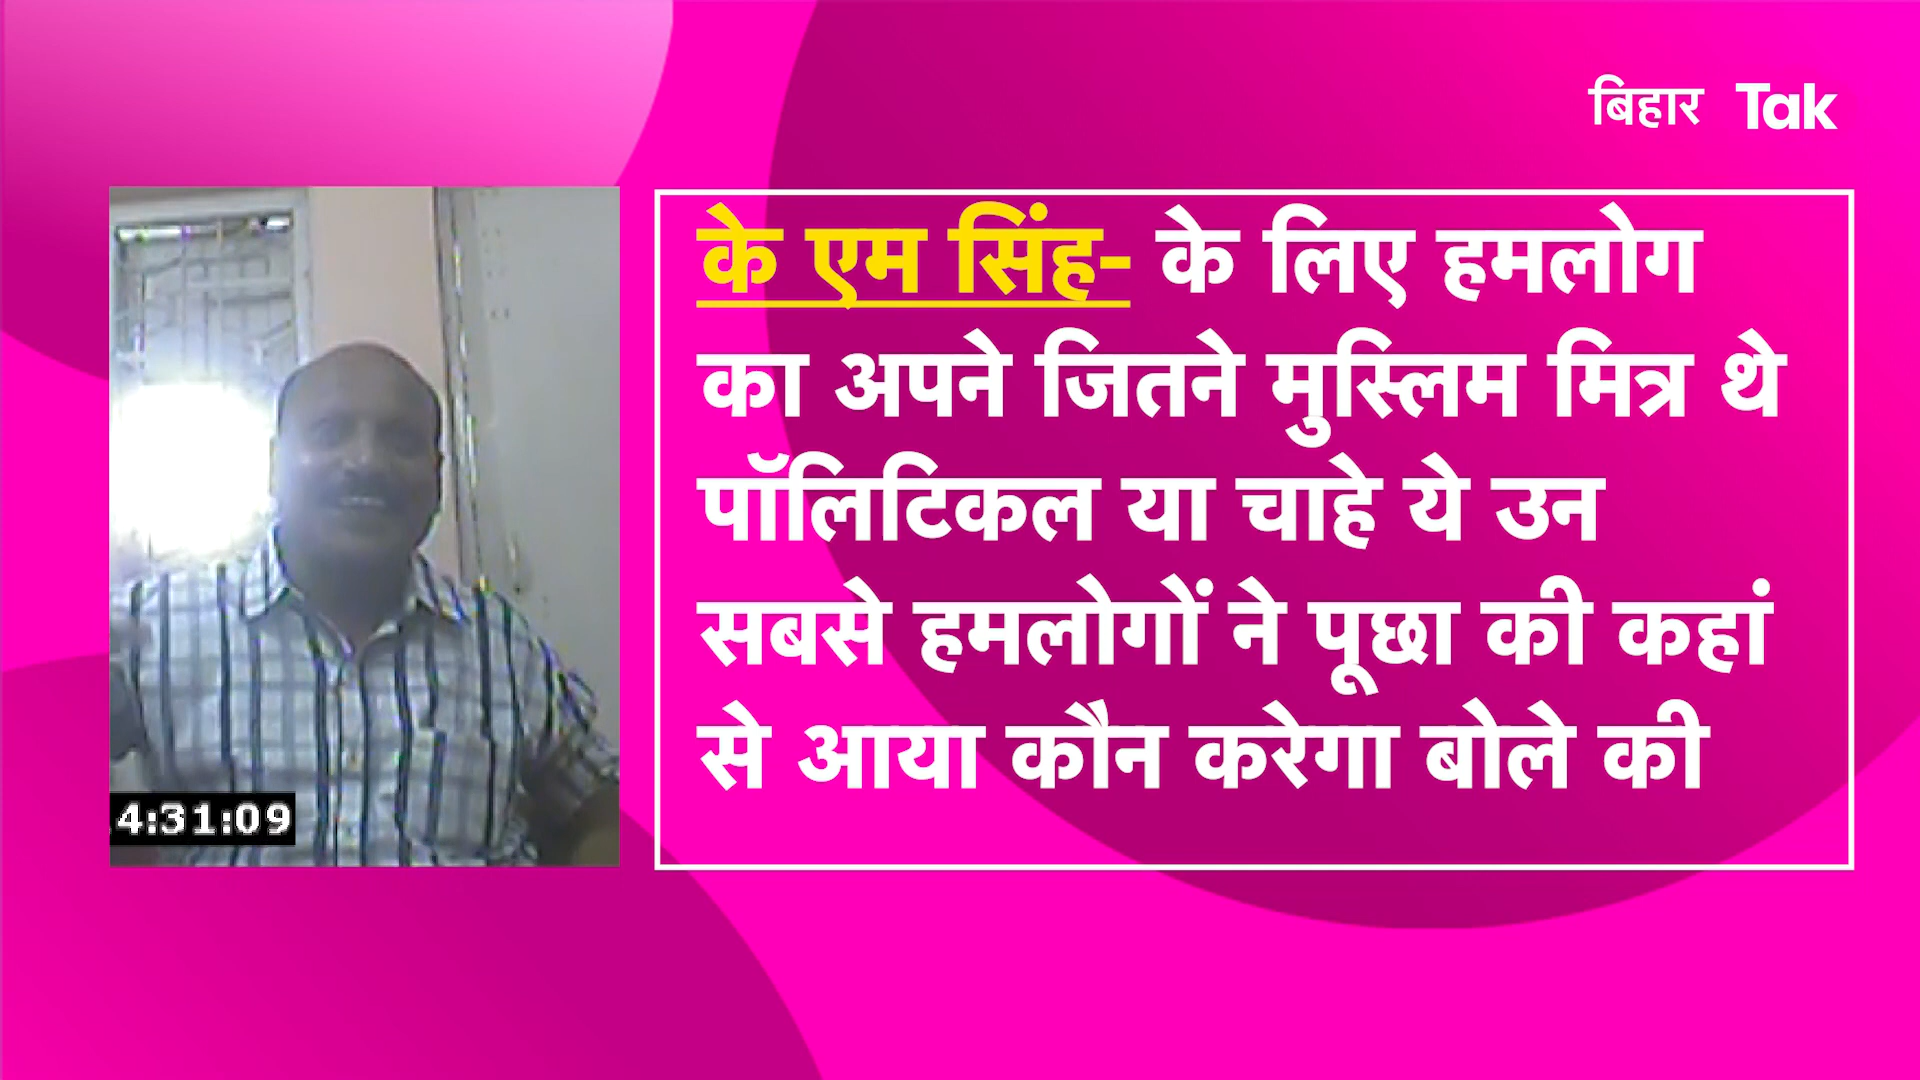 बिहार Tak
के एम सिंह- के लिए हमलोग
का अपने जितने मुस्लिम मित्र थे
पॉलिटिकल या चाहे ये उन
सबसे हमलोगों ने पूछा की कहां
से आया कौन करेगा बोले की
4:31:09